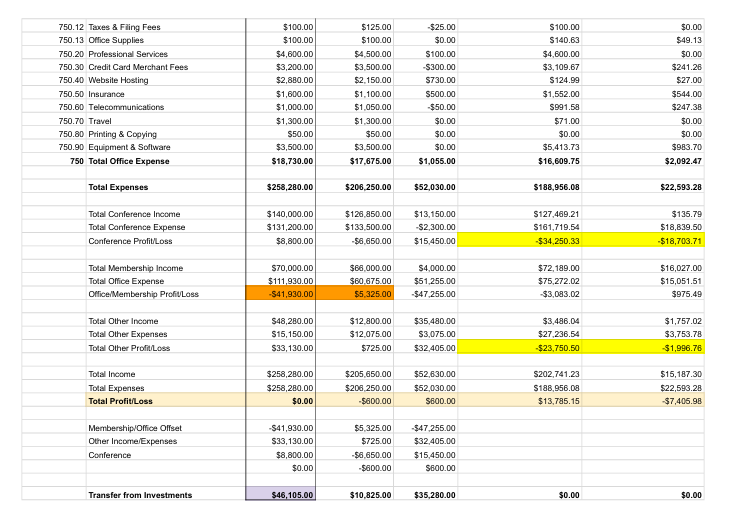 750.12 Taxes & Filing Fees $100.00 $125.00 -$25.00 $100.00 $0.00
750.13 Office Supplies $100.00 $100.00 $0.00 $140.63 $49.13
750.20 Professional Services $4,600.00 $4,500.00 $100.00 $4,600.00 $0.00
750.30 Credit Card Merchant Fees $3,200.00 $3,500.00 -$300.00 $3,109.67 $241.26
750.40 Website Hosting $2,880.00 $2,150.00 $730.00 $124.99 $27.00
750.50 Insurance $1,600.00 $1,100.00 $500.00 $1,552.00 $544.00
750.60 Telecommunications $1,000.00 $1,050.00 -$50.00 $991.58 $247.38
750.70 Travel $1,300.00 $1,300.00 $0.00 $71.00 $0.00
750.80 Printing & Copying $50.00 $50.00 $0.00 $0.00 $0.00
750.90 Equipment & Software $3,500.00 $3,500.00 $0.00 $5,413.73 $983.70
750 Total Office Expense $18,730.00 $17,675.00 $1,055.00 $16,609.75 $2,092.47
Total Expenses $258,280.00 $206,250.00 $52,030.00 $188,956.08 $22,593.28
Total Conference Income $140,000.00 $126,850.00 $13,150.00 $127,469.21 $135.79
Total Conference Expense $131,200.00 $133,500.00 -$2,300.00 $161,719.54 $18,839.50
Conference Profit/Loss $8,800.00 -$6,650.00 $15,450.00 -$34,250.33 -$18,703.71
Total Membership Income $70,000.00 $66,000.00 $4,000.00 $72,189.00 $16,027.00
Total Office Expense $111,930.00 $60,675.00 $51,255.00 $75,272.02 $15,051.51
Office/Membership Profit/Loss -$41,930.00 $5,325.00 -$47,255.00 -$3,083.02 $975.49
Total Other Income $48,280.00 $12,800.00 $35,480.00 $3,486.04 $1,757.02
Total Other Expenses $15,150.00 $12,075.00 $3,075.00 $27,236.54 $3,753.78
Total Other Profit/Loss $33,130.00 $725.00 $32,405.00 -$23,750.50 -$1,996.76
Total Income $258,280.00 $205,650.00 $52,630.00 $202,741.23 $15,187.30
Total Expenses $258,280.00 $206,250.00 $52,030.00 $188,956.08 $22,593.28
Total Profit/Loss $0.00 -$600.00 $600.00 $13,785.15 -$7,405.98
Membership/Office Offset -$41,930.00 $5,325.00 -$47,255.00
Other Income/Expenses $33,130.00 $725.00 $32,405.00
Conference $8,800.00 -$6,650.00 $15,450.00
$0.00 -$600.00 $600.00
Transfer from Investments $46,105.00 $10,825.00 $35,280.00 $0.00 $0.00